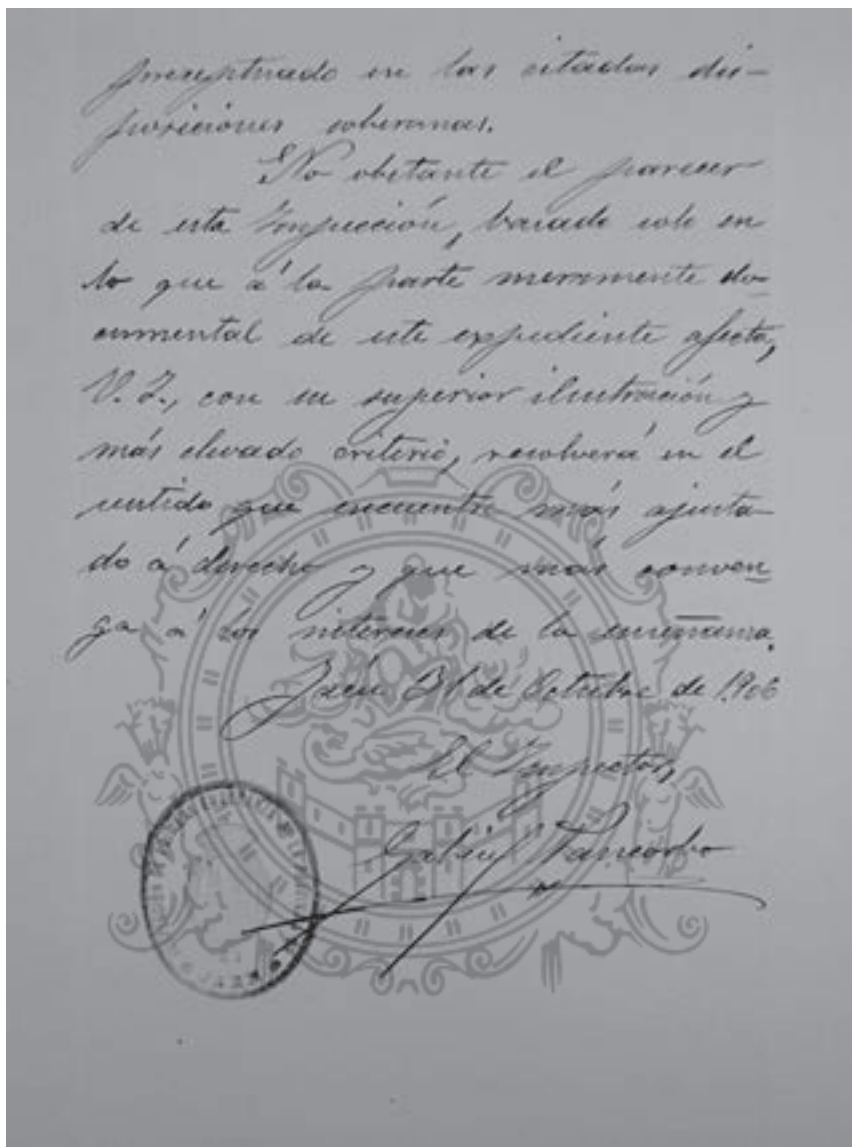 preceptuado en las citadas dis-
posiciones soberanas.
No obstante el parecer
de esta Inspección, basado solo en
lo que á la parte meramente do-
cumental de este expediente afecta,
V. I., con su superior ilustración y
más elevado criterio, resolverá en el
sentido que encuentre más ajusta-
do á derecho y que más conven-
ga á los intereses de la enseñanza.
Jaén 31 de Octubre de 1906
El Inspector,